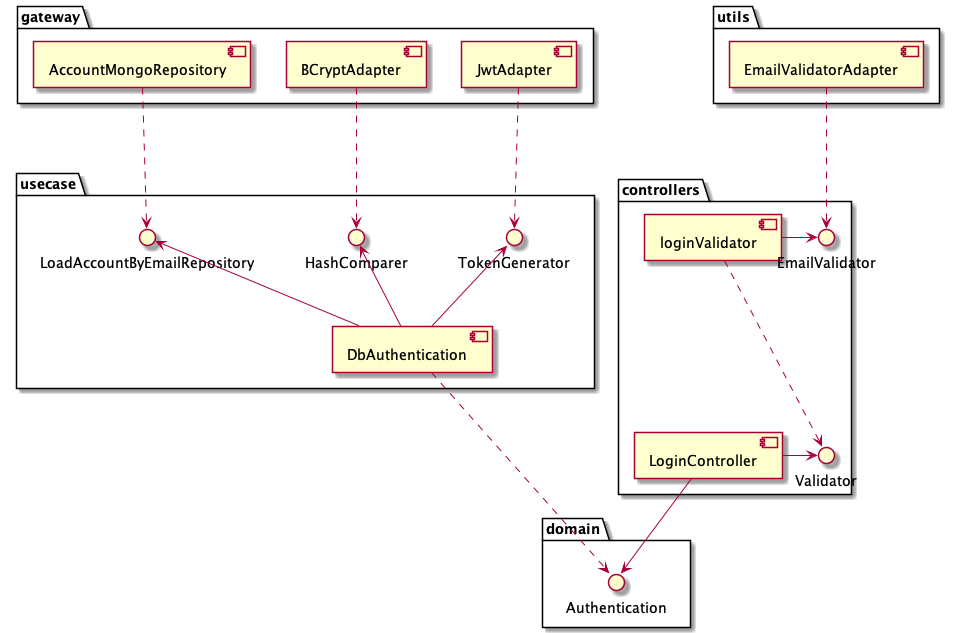 gateway
utils
AccountMongoRepository
BCryptAdapter
JwtAdapter
EmailValidatorAdapter
usecase
controllers
loginValidator
LoadAccountByEmailRepository
HashComparer
TokenGenerator
EmailValidator
DbAuthentication
LoginController
Validator
domain
Authentication